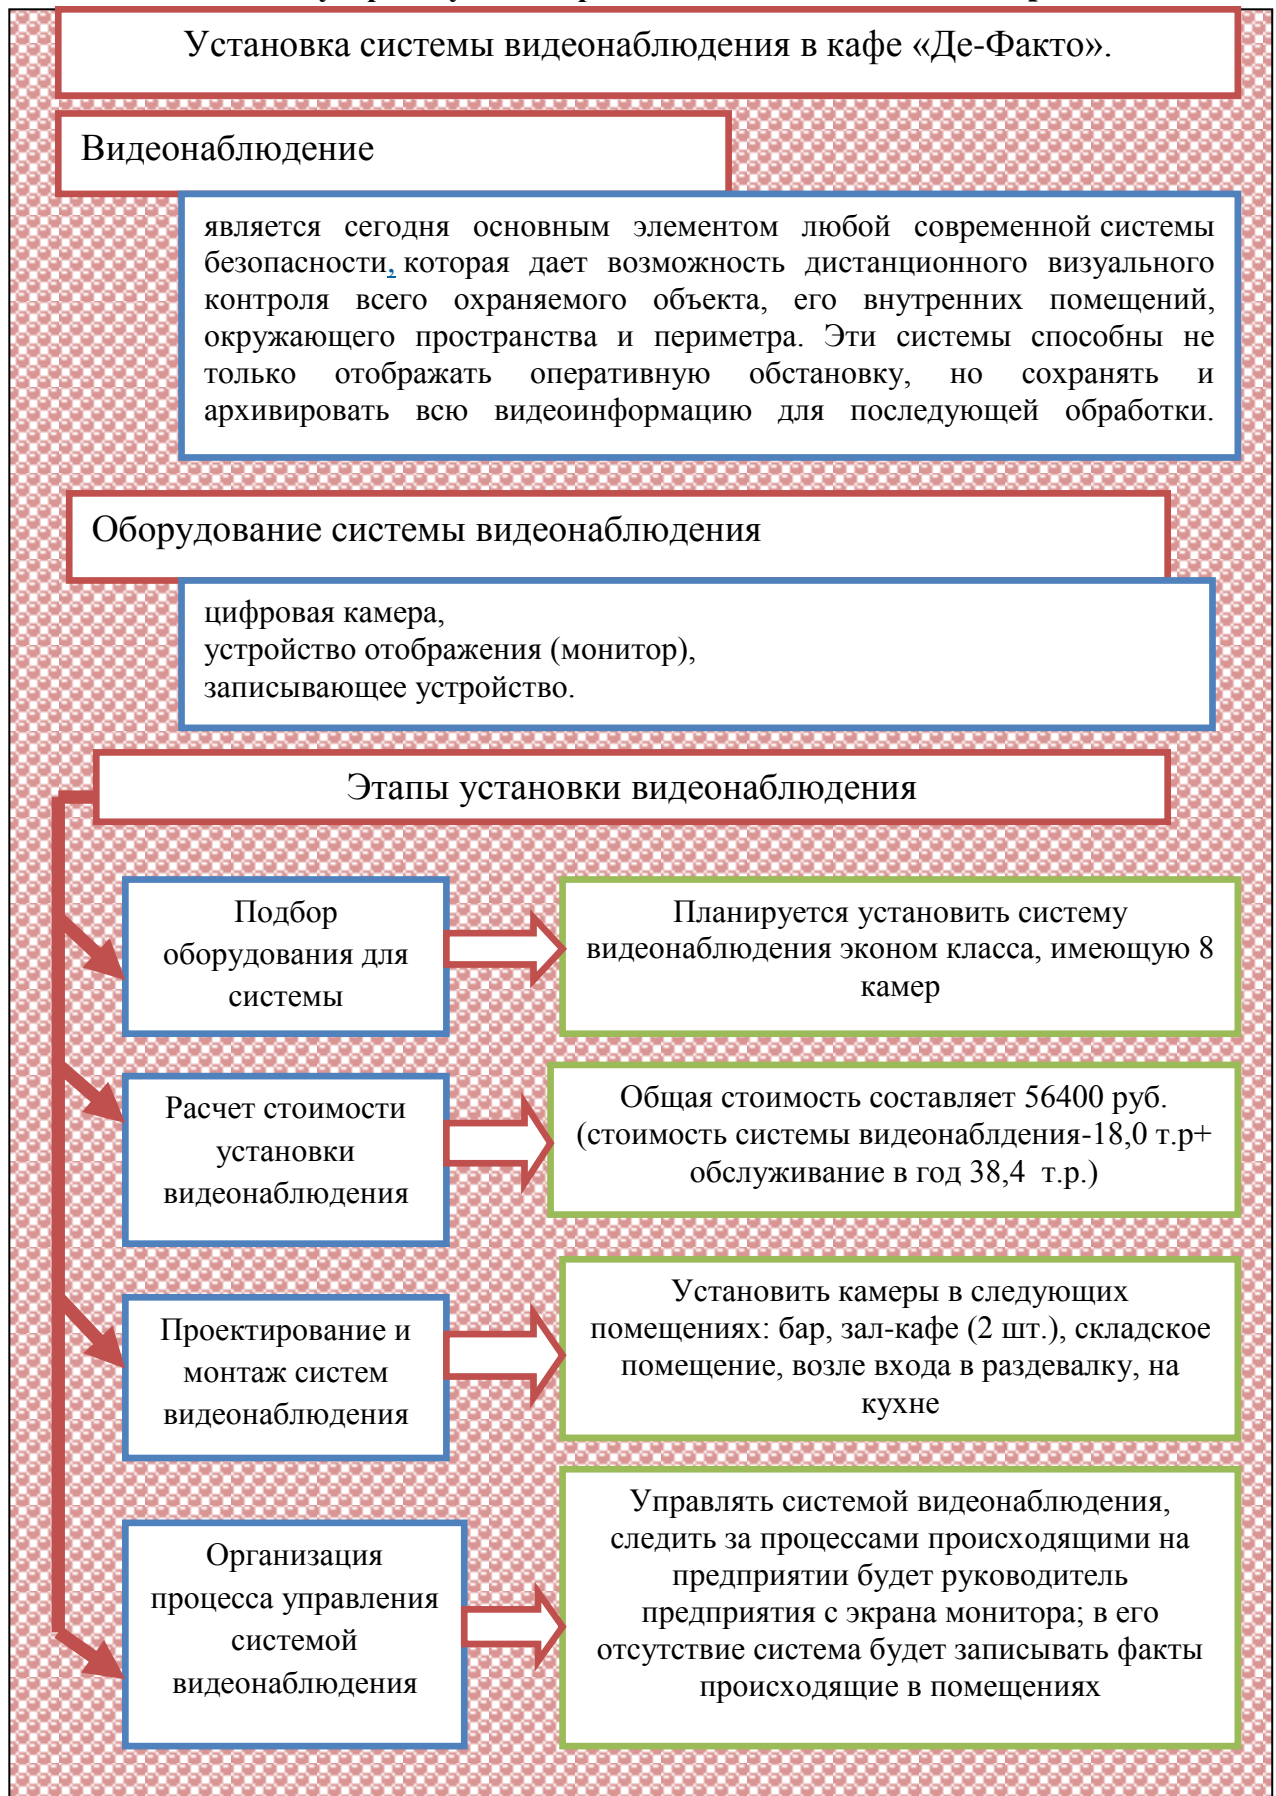 Установка системы видеонаблюдения в кафе «Де-Факто».
Видеонаблюдение
является сегодня основным элементом любой современной системы
безопасности, которая дает возможность дистанционного визуального
контроля всего охраняемого объекта, его внутренних помещений,
окружающего пространства и периметра. Эти системы способны не
только отображать оперативную обстановку, но сохранять и
архивировать всю видеоинформацию для последующей обработки.
Оборудование системы видеонаблюдения
цифровая камера,
устройство отображения (монитор),
записывающее устройство.
Этапы установки видеонаблюдения
Подбор
оборудования для
системы
Планируется установить систему
видеонаблюдения эконом класса, имеющую 8
камер
Расчет стоимости
установки
видеонаблюдения
Общая стоимость составляет 56400 руб.
(стоимость системы видеонаблдения-18,0 т.р+
обслуживание в год 38,4 т.р.)
Проектирование и
монтаж систем
видеонаблюдения
Установить камеры в следующих
помещениях: бар, зал-кафе (2 шт.), складское
помещение, возле входа в раздевалку, на
кухне
Организация
процесса управления
системой
видеонаблюдения
Управлять системой видеонаблюдения,
следить за процессами происходящими на
предприятии будет руководитель
предприятия с экрана монитора; в его
отсутствие система будет записывать факты
происходящие в помещениях